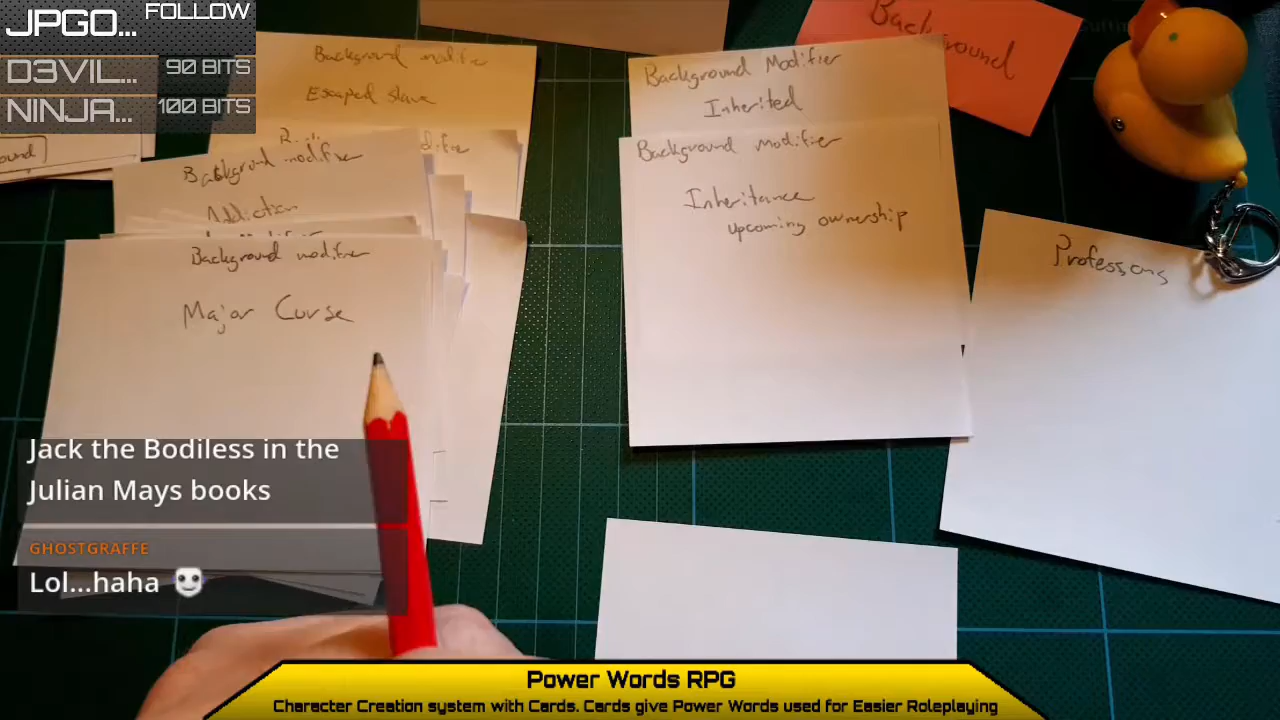 JPGO... FOLLOW
D3VIL... 90 BITS
NINJA... 100 BITS
ound
Background modifier
Escaped slave
Background modifier
Addiction
Background modifier
Major Curse
Background Modifier
Inherited
Background modifier
Inheritance
upcoming ownership
Background
Professons
Jack the Bodiless in the
Julian Mays books
GHOSTGRAFFE
Lol...haha
Power Words RPG
Character Creation system with Cards. Cards give Power Words used for Easier Roleplaying